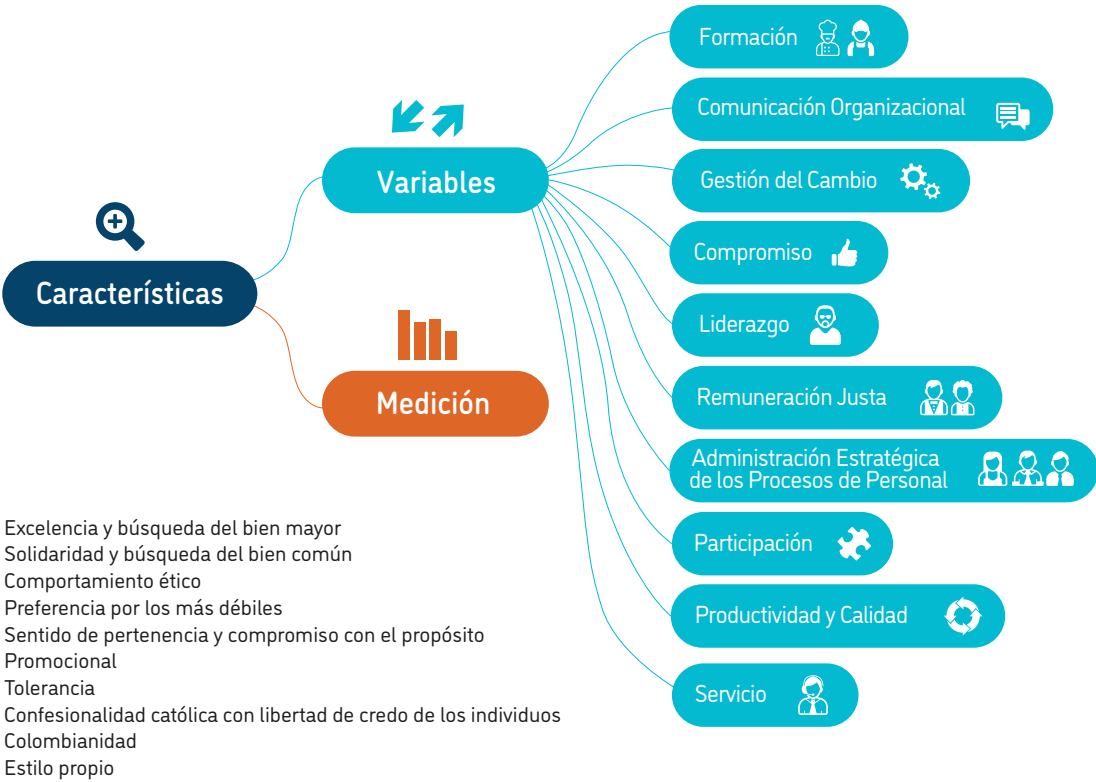 Características
Variables
Medición
Formación
Comunicación Organizacional
Gestión del Cambio
Compromiso
Liderazgo
Remuneración Justa
Administración Estratégica
de los Procesos de Personal
Participación
Productividad y Calidad
Servicio
Excelencia y búsqueda del bien mayor
Solidaridad y búsqueda del bien común
Comportamiento ético
Preferencia por los más débiles
Sentido de pertenencia y compromiso con el propósito
Promocional
Tolerancia
Confesionalidad católica con libertad de credo de los individuos
Colombianidad
Estilo propio